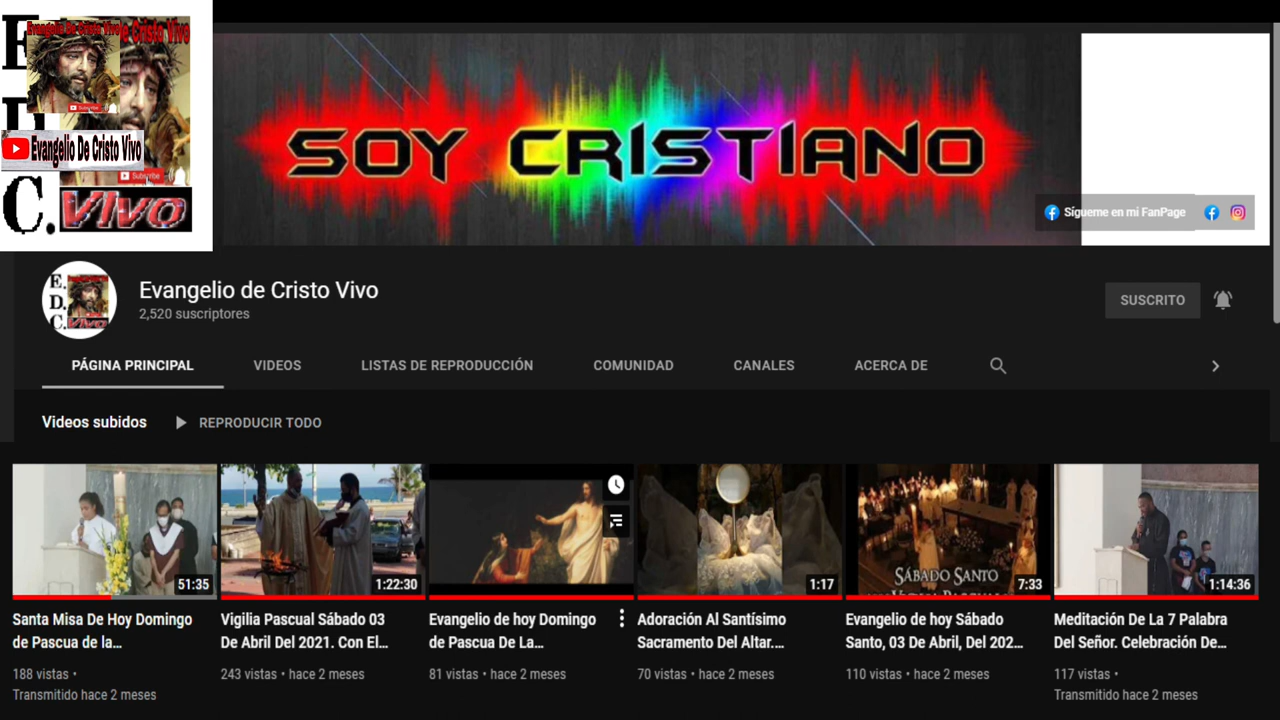 E
Evangelio De Cristo Vivo
de Cristo Vivo
Suscribe
D.
Evangelio De Cristo Vivo
Suscribe
C. Vivo
SOY CRISTIANO
Sígueme en mi FanPage
E.
D.
C. Vivo
Evangelio de Cristo Vivo
2,520 suscriptores
SUSCRITO
PÁGINA PRINCIPAL VIDEOS LISTAS DE REPRODUCCIÓN COMUNIDAD CANALES ACERCA DE
Videos subidos REPRODUCIR TODO
SÁBADO SANTO
51:35 1:22:30 1:17 7:33 1:14:36
Santa Misa De Hoy Domingo
de Pascua de la...
188 vistas •
Transmitido hace 2 meses
Vigilia Pascual Sábado 03
De Abril Del 2021. Con El...
243 vistas • hace 2 meses
Evangelio de hoy Domingo
de Pascua De La...
81 vistas • hace 2 meses
Adoración Al Santísimo
Sacramento Del Altar....
70 vistas • hace 2 meses
Evangelio de hoy Sábado
Santo, 03 De Abril, Del 202...
110 vistas • hace 2 meses
Meditación De La 7 Palabra
Del Señor. Celebración De...
117 vistas •
Transmitido hace 2 meses